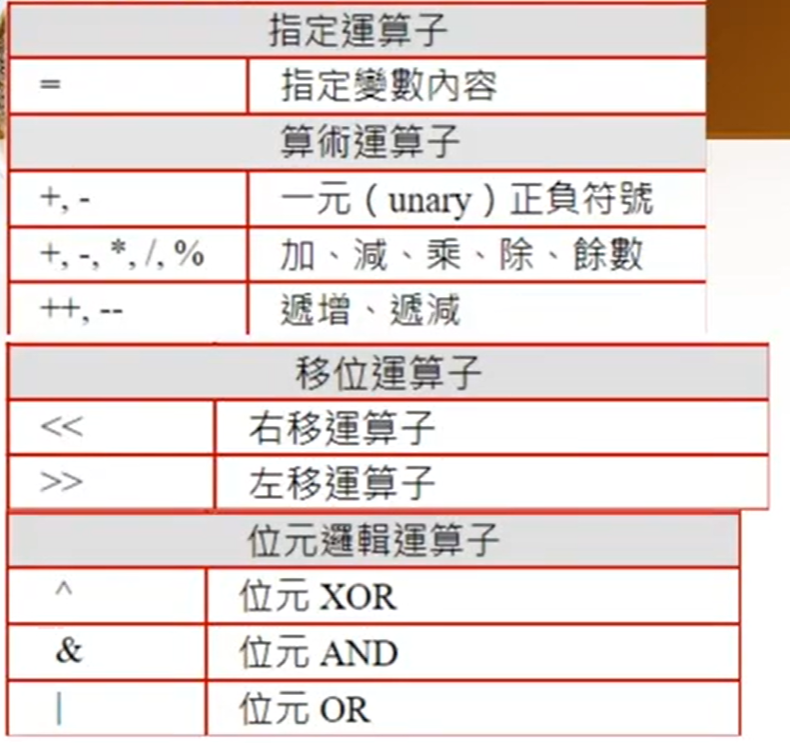 指定運算子
= 指定變數內容
算術運算子
+, - 一元（unary）正負符號
+, -, *, /, % 加、減、乘、除、餘數
++, -- 遞增、遞減
移位運算子
<< 右移運算子
>> 左移運算子
位元邏輯運算子
^ 位元 XOR
& 位元 AND
| 位元 OR